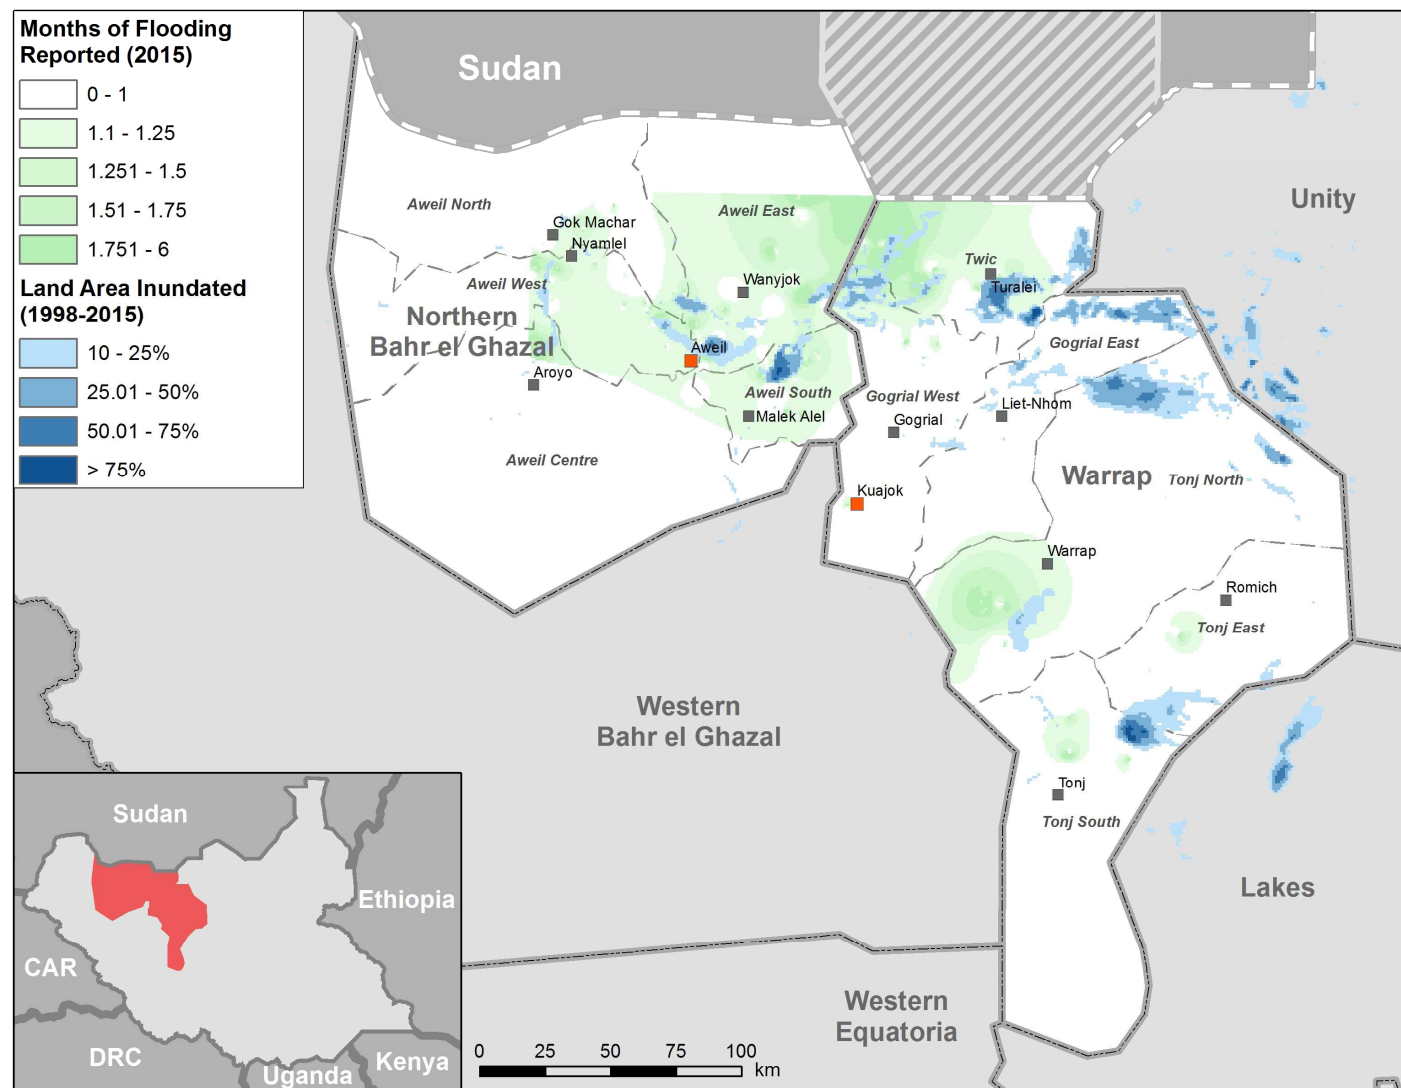 Months of Flooding
Reported (2015)
0 - 1
1.1 - 1.25
1.251 - 1.5
1.51 - 1.75
1.751 - 6
Land Area Inundated
(1998-2015)
10 - 25%
25.01 - 50%
50.01 - 75%
> 75%
Sudan
Unity
Aweil North
Aweil East
Gok Machar
Nyamlel
Twic
Wanyjok
Turalei
Aweil West
Northern
Bahr el Ghazal
Aweil
Gogrial East
Aroyo
Aweil South
Gogrial West
Liet-Nhom
Malek Alel
Gogrial
Aweil Centre
Warrap
Tonj North
Kuajok
Warrap
Romich
Tonj East
Western
Bahr el Ghazal
Tonj
Tonj South
Lakes
Western
Equatoria
Sudan
Ethiopia
CAR
DRC
Uganda
Kenya
0 25 50 75 100
km